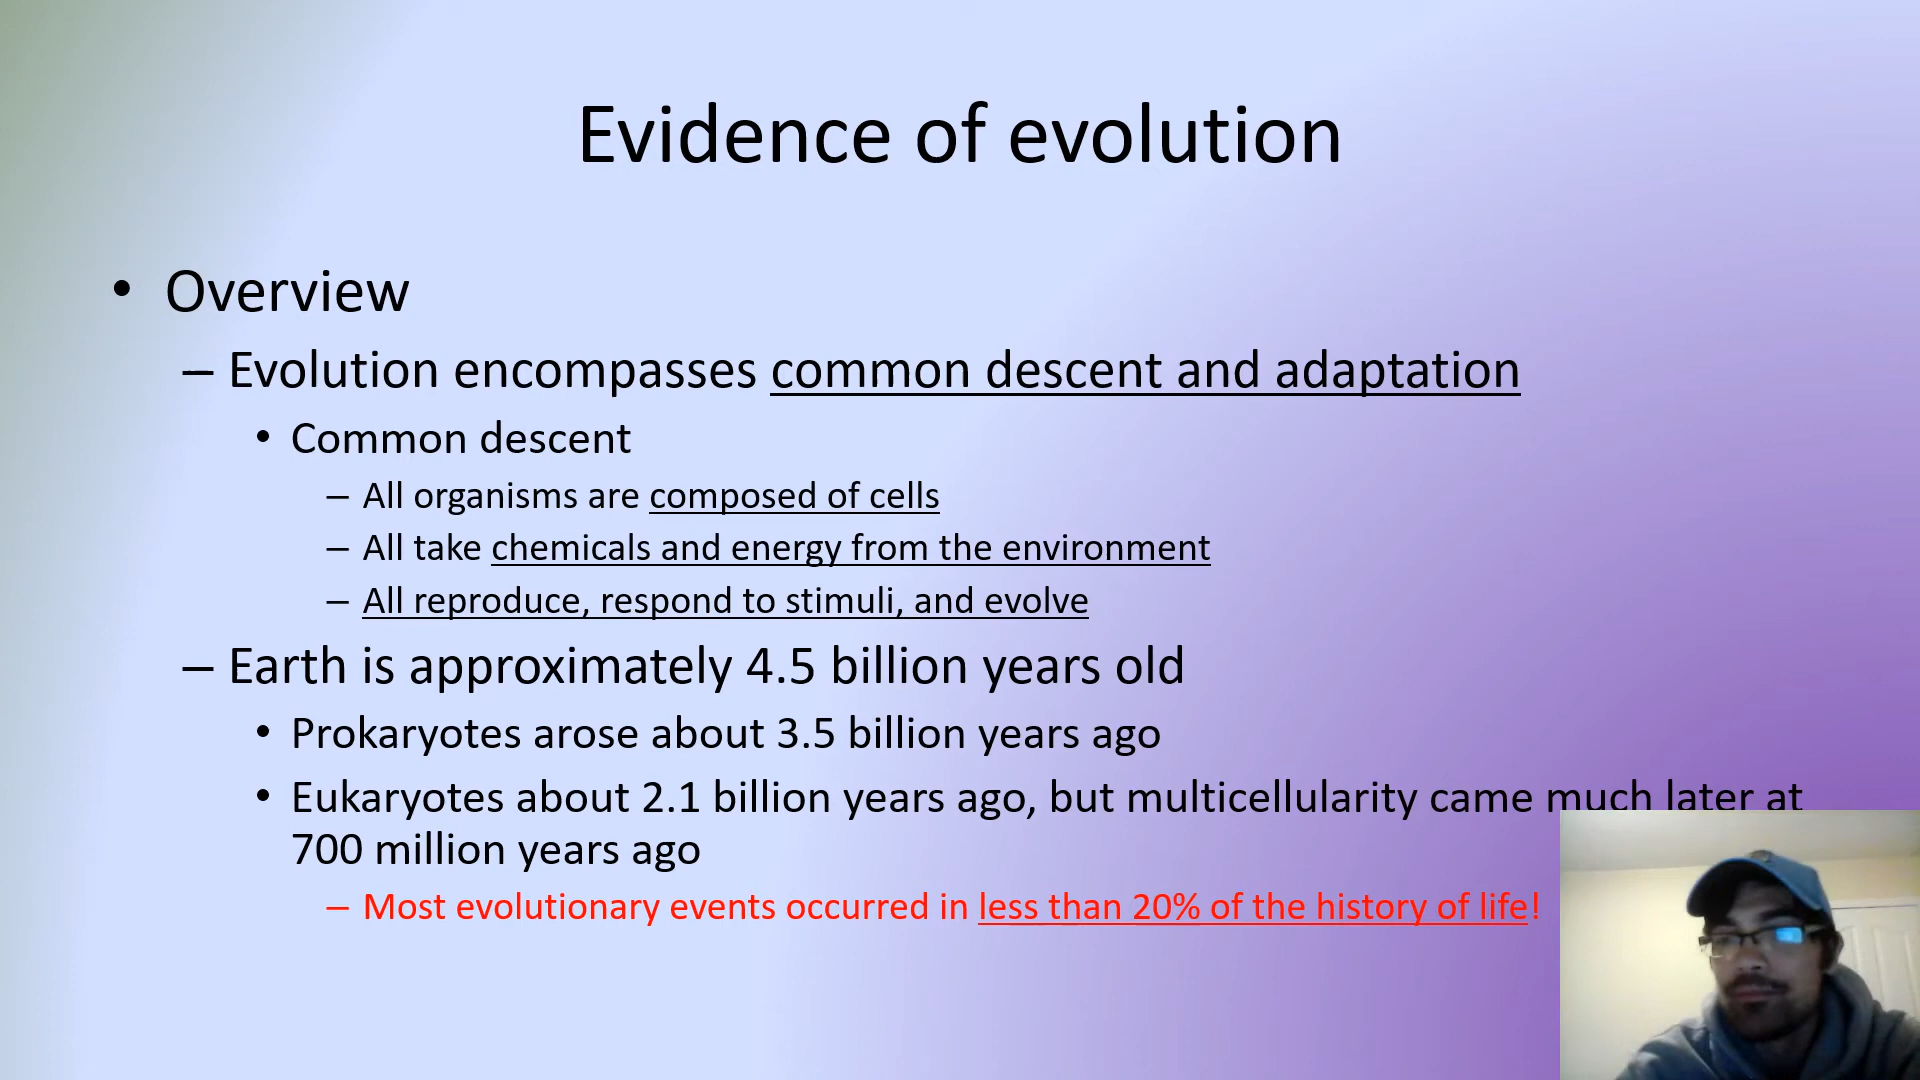 Evidence of evolution
• Overview
– Evolution encompasses common descent and adaptation
• Common descent
– All organisms are composed of cells
– All take chemicals and energy from the environment
– All reproduce, respond to stimuli, and evolve
– Earth is approximately 4.5 billion years old
• Prokaryotes arose about 3.5 billion years ago
• Eukaryotes about 2.1 billion years ago, but multicellularity came much later at
700 million years ago
– Most evolutionary events occurred in less than 20% of the history of life!